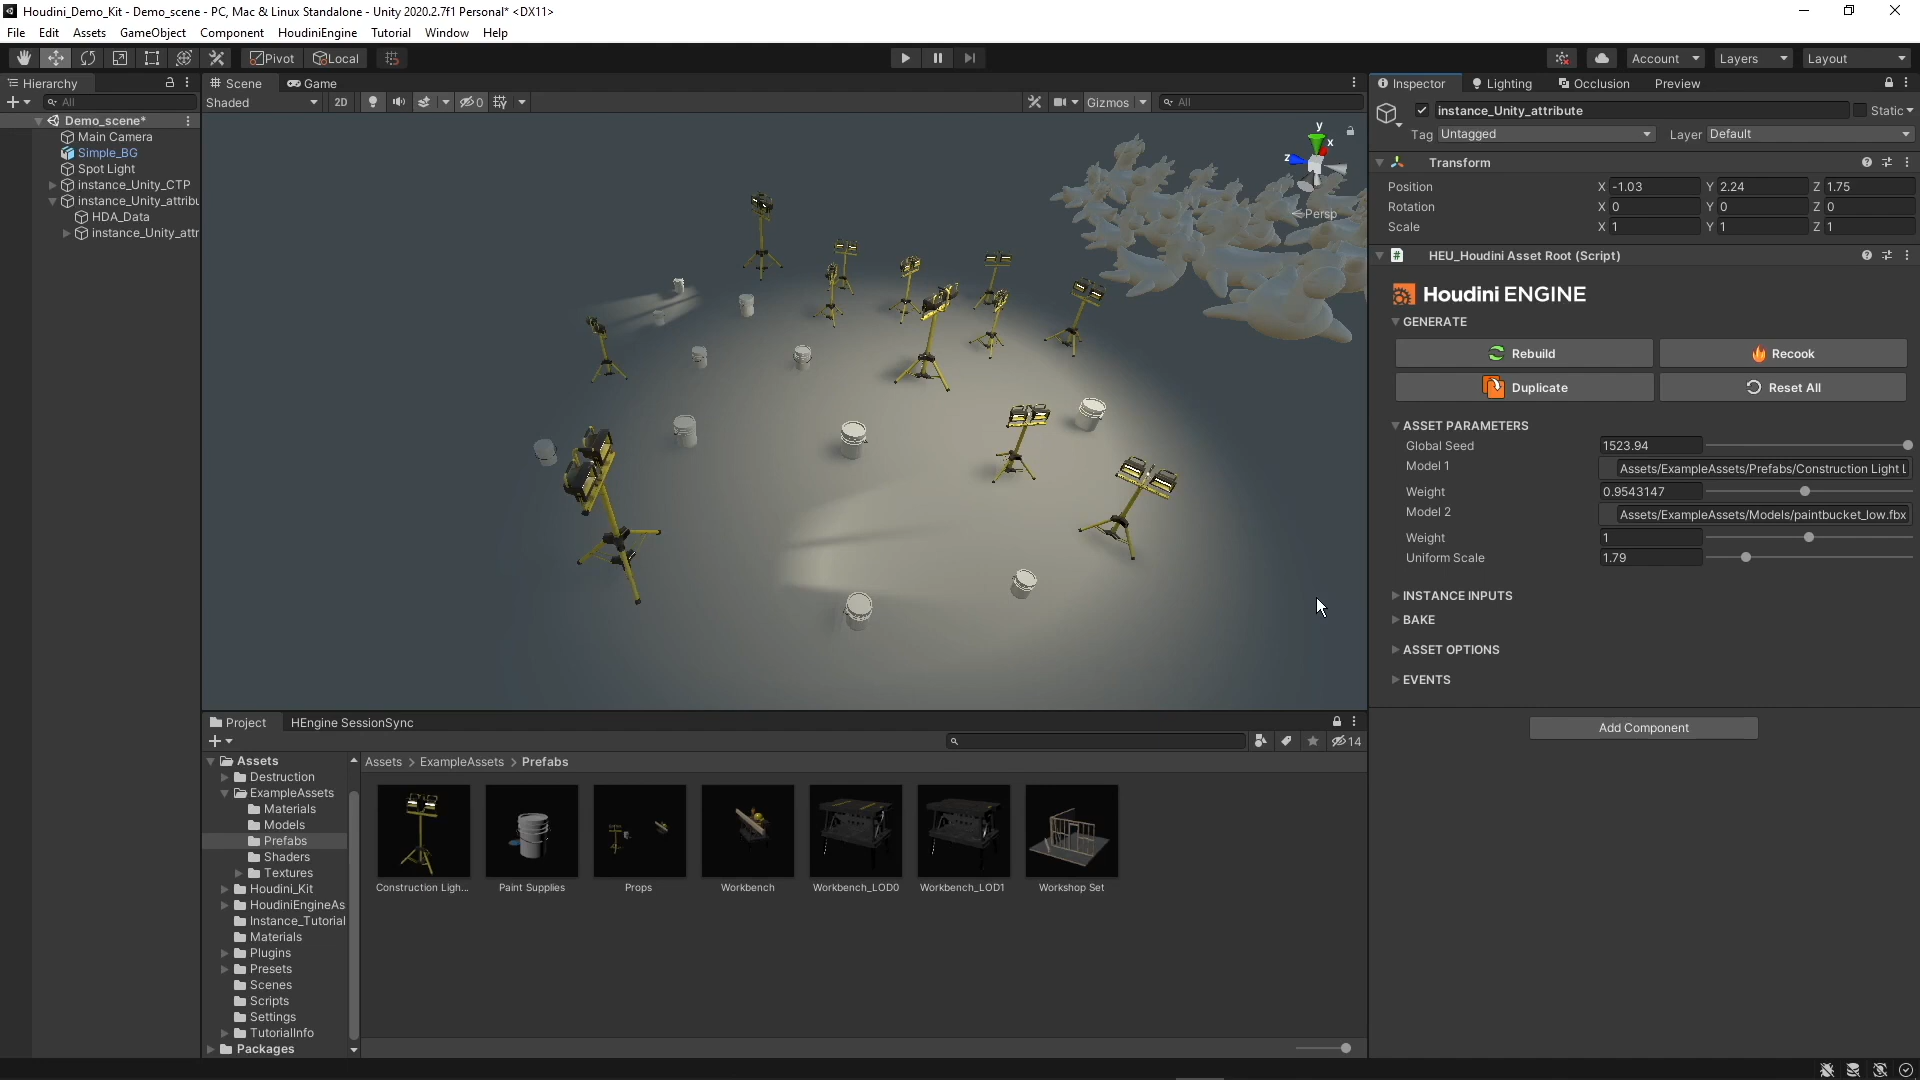 Houdini_Demo_Kit - Demo_scene - PC, Mac & Linux Standalone - Unity 2020.2.7f1 Personal* <DX11>
File Edit Assets GameObject Component HoudiniEngine Tutorial Window Help
Pivot Local Account Layers Layout
Hierarchy Scene Game Inspector Lighting Occlusion Preview
All Shaded 2D 0 Gizmos All
instance_Unity_attribute Static
Tag Untagged Layer Default
Demo_scene*
Main Camera
Simple_BG
Spot Light
instance_Unity_CTP
instance_Unity_attribu
HDA_Data
instance_Unity_attr
y
x
z
Persp
Transform
Position X -1.03 Y 2.24 Z 1.75
Rotation X 0 Y 0 Z 0
Scale X 1 Y 1 Z 1
HEU_Houdini Asset Root (Script)
Houdini ENGINE
GENERATE
Rebuild Recook
Duplicate Reset All
ASSET PARAMETERS
Global Seed 1523.94
Model 1 Assets/ExampleAssets/Prefabs/Construction Light L
Weight 0.9543147
Model 2 Assets/ExampleAssets/Models/paintbucket_low.fbx
Weight 1
Uniform Scale 1.79
INSTANCE INPUTS
BAKE
ASSET OPTIONS
EVENTS
Add Component
Project HEngine SessionSync
14
Assets
Destruction
ExampleAssets
Materials
Models
Prefabs
Shaders
Textures
Houdini_Kit
HoudiniEngineAs
Instance_Tutorial
Materials
Plugins
Presets
Scenes
Scripts
Settings
TutorialInfo
Packages
Assets > ExampleAssets > Prefabs
Construction Ligh... Paint Supplies Props Workbench Workbench_LOD0 Workbench_LOD1 Workshop Set